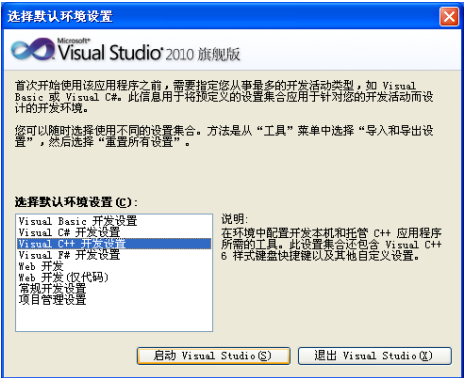 选择默认环境设置
Microsoft®
Visual Studio® 2010 旗舰版
首次开始使用该应用程序之前，需要指定您从事最多的开发活动类型，如 Visual
Basic 或 Visual C#。此信息用于将预定义的设置集合应用于针对您的开发活动而设
计的开发环境。
您可以随时选择使用不同的设置集合。方法是从“工具”菜单中选择“导入和导出设
置”，然后选择“重置所有设置”。
选择默认环境设置(C):
Visual Basic 开发设置
Visual C# 开发设置
Visual C++ 开发设置
Visual F# 开发设置
Web 开发
Web 开发(仅代码)
常规开发设置
项目管理设置
说明:
在环境中配置开发本机和托管 C++ 应用程序
所需的工具。此设置集合还包含 Visual C++
6 样式键盘快捷键以及其他自定义设置。
启动 Visual Studio(S)
退出 Visual Studio(X)